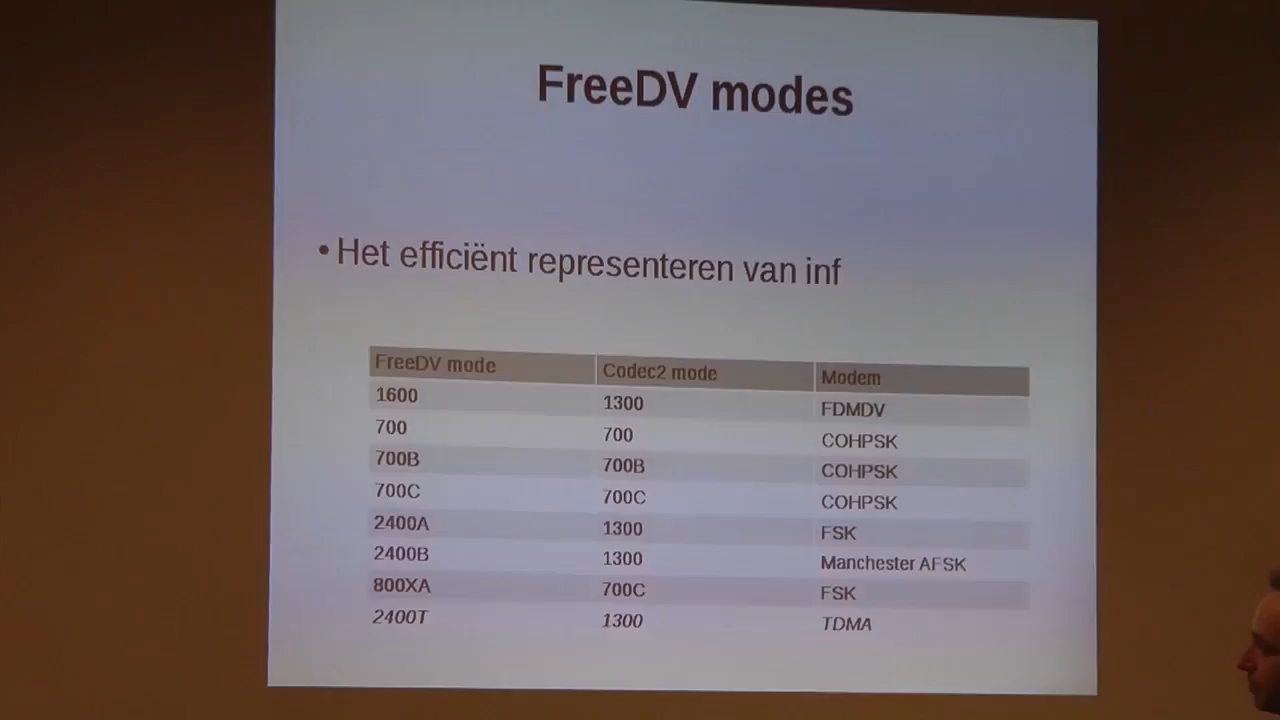 FreeDV modes
• Het efficiënt representeren van inf
FreeDV mode Codec2 mode Modem
1600 1300 FDMDV
700 700 COHPSK
700B 700B COHPSK
700C 700C COHPSK
2400A 1300 FSK
2400B 1300 Manchester AFSK
800XA 700C FSK
2400T 1300 TDMA